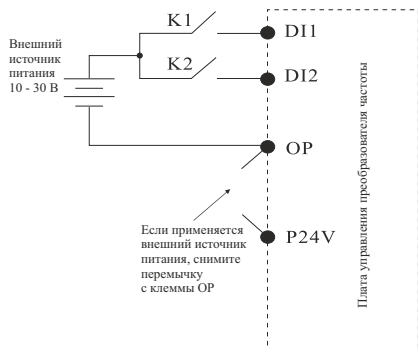 K1
DI1
Внешний
источник
питания
10 - 30 В
K2
DI2
OP
Если применяется
внешний источник
питания, снимите
перемычку
с клеммы OP
P24V
Плата управления преобразователя частоты